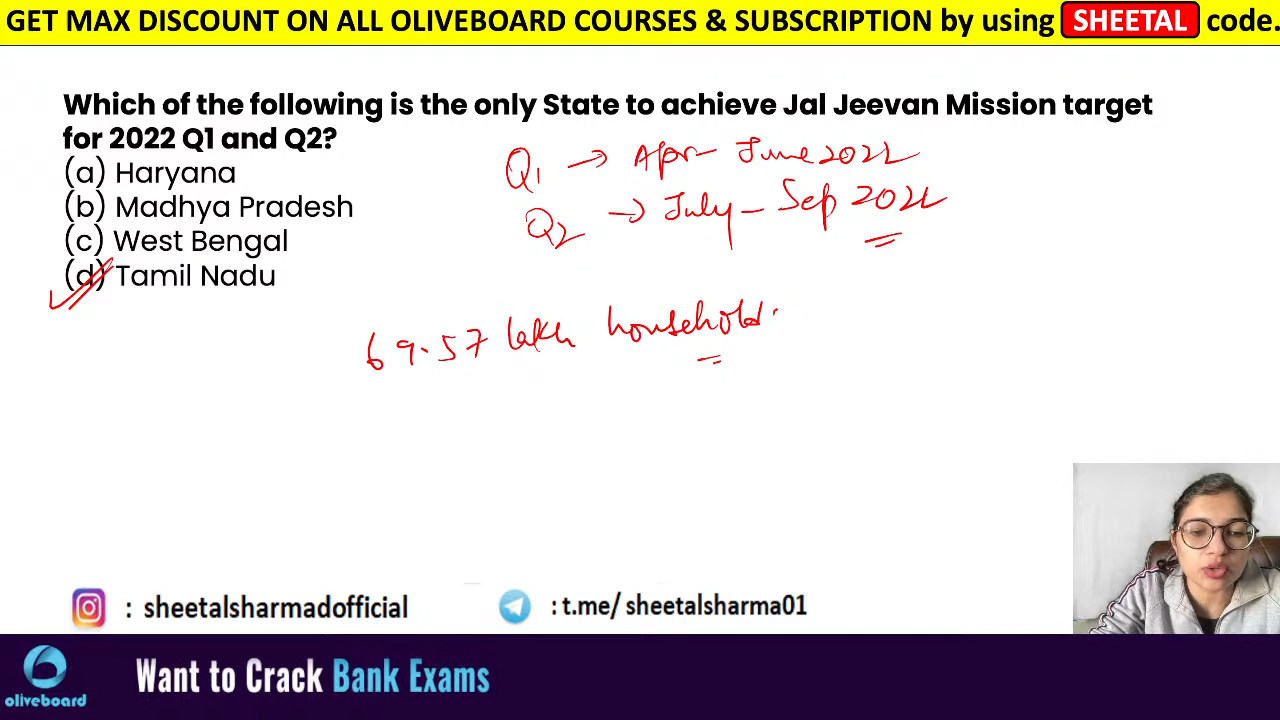 GET MAX DISCOUNT ON ALL OLIVEBOARD COURSES & SUBSCRIPTION by using SHEETAL code.
Which of the following is the only State to achieve Jal Jeevan Mission target
for 2022 Q1 and Q2?
(a) Haryana
(b) Madhya Pradesh
(c) West Bengal
(d) Tamil Nadu
Q1 → Apr - June 2022
Q2 → July - Sep 2022
69.57 lakh household.
: sheetalsharmadofficial
: t.me/ sheetalsharma01
oliveboard
Want to Crack Bank Exams